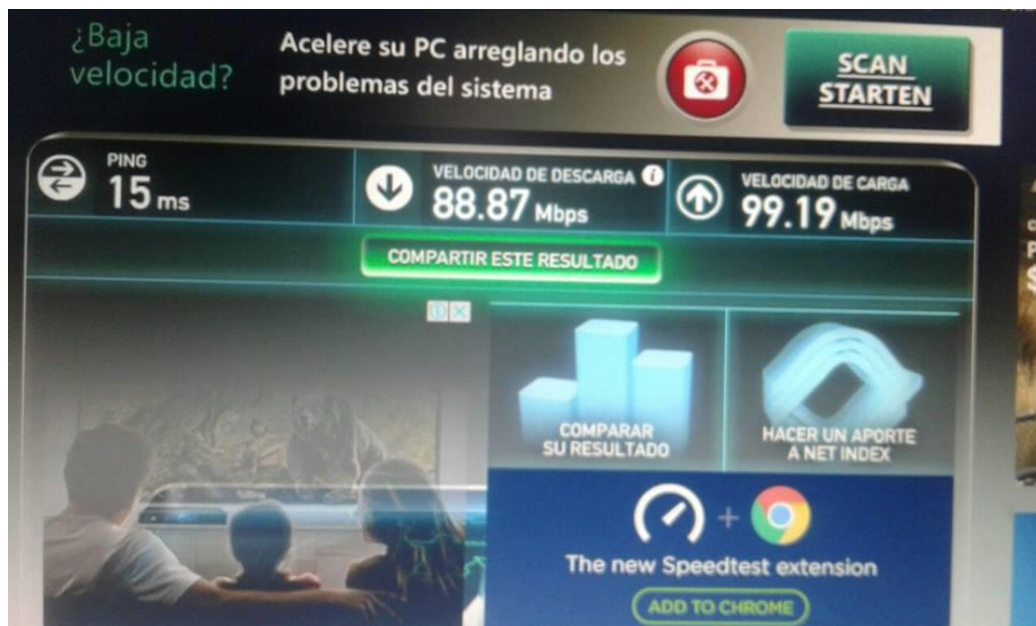 ¿Baja
velocidad?
Acelere su PC arreglando los
problemas del sistema
SCAN
STARTEN
PING
15 ms
VELOCIDAD DE DESCARGA
88.87 Mbps
VELOCIDAD DE CARGA
99.19 Mbps
COMPARTIR ESTE RESULTADO
COMPARAR
SU RESULTADO
HACER UN APORTE
A NET INDEX
The new Speedtest extension
ADD TO CHROME